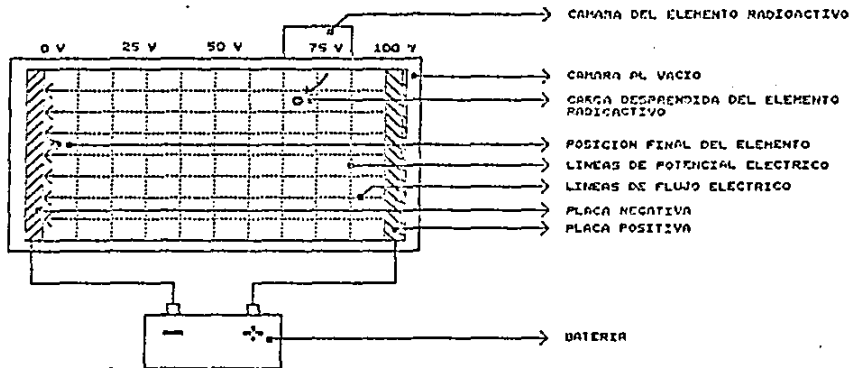 CAMARA DEL ELEMENTO RADIOACTIVO
0 V 25 V 50 V 75 V 100 V
CAMARA AL VACIO
CARGA DESPRENDIDA DEL ELEMENTO
RADIOACTIVO
POSICION FINAL DEL ELEMENTO
LINEAS DE POTENCIAL ELECTRICO
LINEAS DE FLUJO ELECTRICO
PLACA NEGATIVA
PLACA POSITIVA
BATERIA